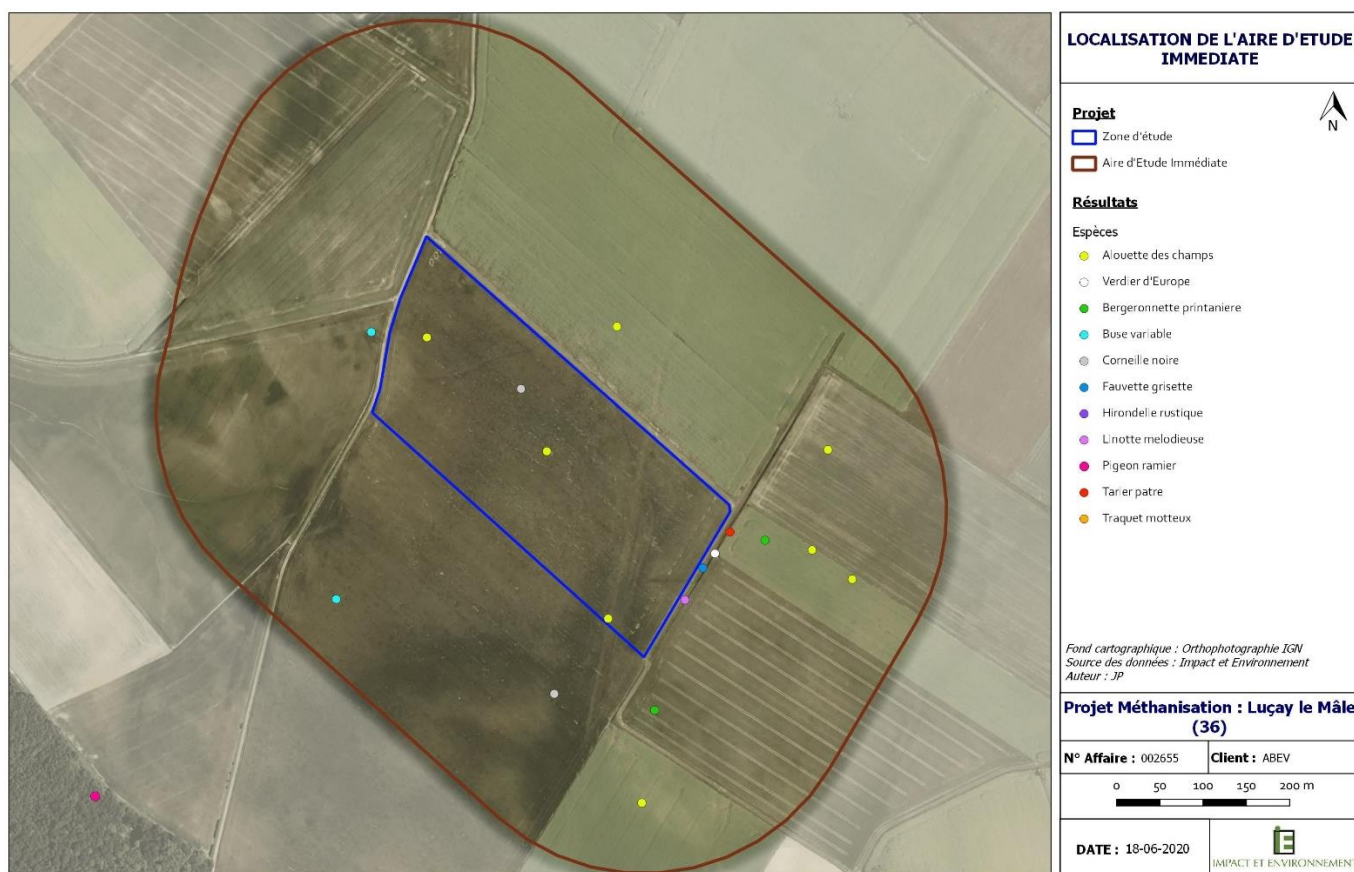 LOCALISATION DE L'AIRE D'ETUDE
IMMEDIATE
Projet
N
Zone d'étude
Aire d'Etude Immédiate
Résultats
Espèces
Alouette des champs
Verdier d'Europe
Bergeronnette printaniere
Buse variable
Corneille noire
Fauvette grisette
Hirondelle rustique
Linotte melodieuse
Pigeon ramier
Tarier patre
Traquet motteux
Fond cartographique : Orthophotographie IGN
Source des données : Impact et Environnement
Auteur : JP
Projet Méthanisation : Luçay le Mâle
(36)
N° Affaire : 002655 Client : ABEV
0 50 100 150 200 m
DATE : 18-06-2020
IE
IMPACT ET ENVIRONNEMENT